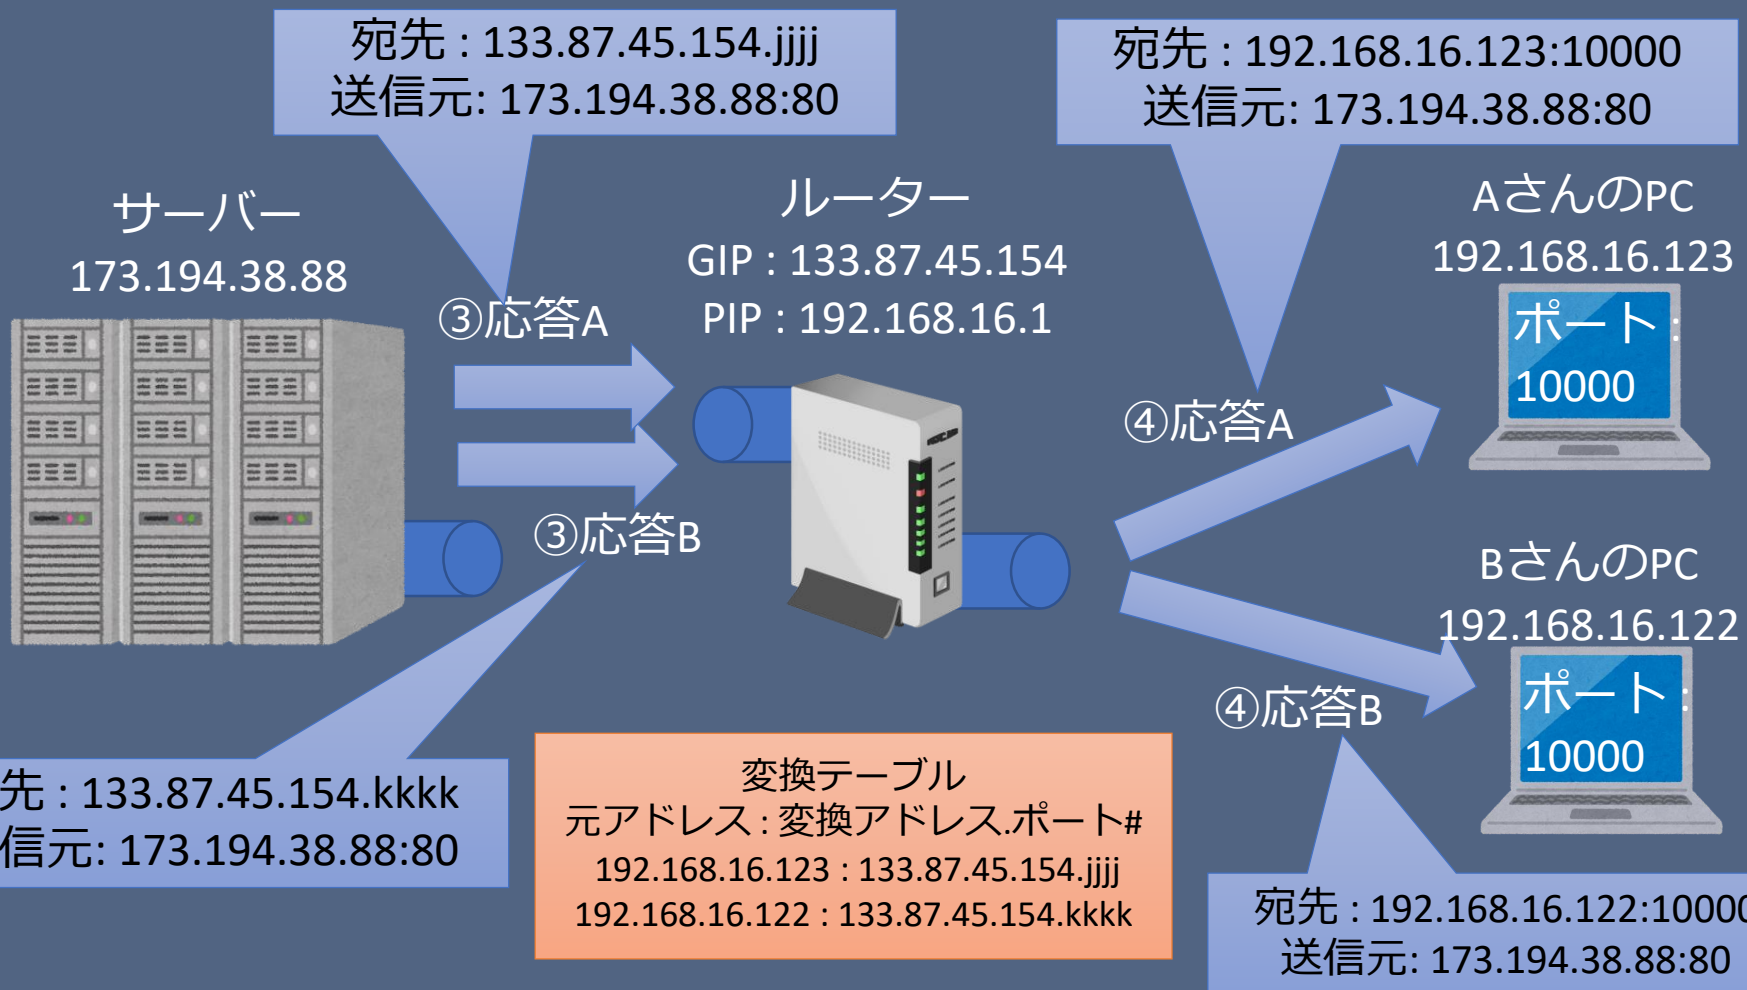 宛先 : 133.87.45.154.jjjj
送信元: 173.194.38.88:80
宛先 : 192.168.16.123:10000
送信元: 173.194.38.88:80
サーバー
173.194.38.88
ルーター
GIP : 133.87.45.154
PIP : 192.168.16.1
AさんのPC
192.168.16.123
ポート :
10000
③応答A
④応答A
③応答B
BさんのPC
192.168.16.122
ポート :
10000
④応答B
先 : 133.87.45.154.kkkk
信元: 173.194.38.88:80
変換テーブル
元アドレス : 変換アドレス.ポート#
192.168.16.123 : 133.87.45.154.jjjj
192.168.16.122 : 133.87.45.154.kkkk
宛先 : 192.168.16.122:10000
送信元: 173.194.38.88:80